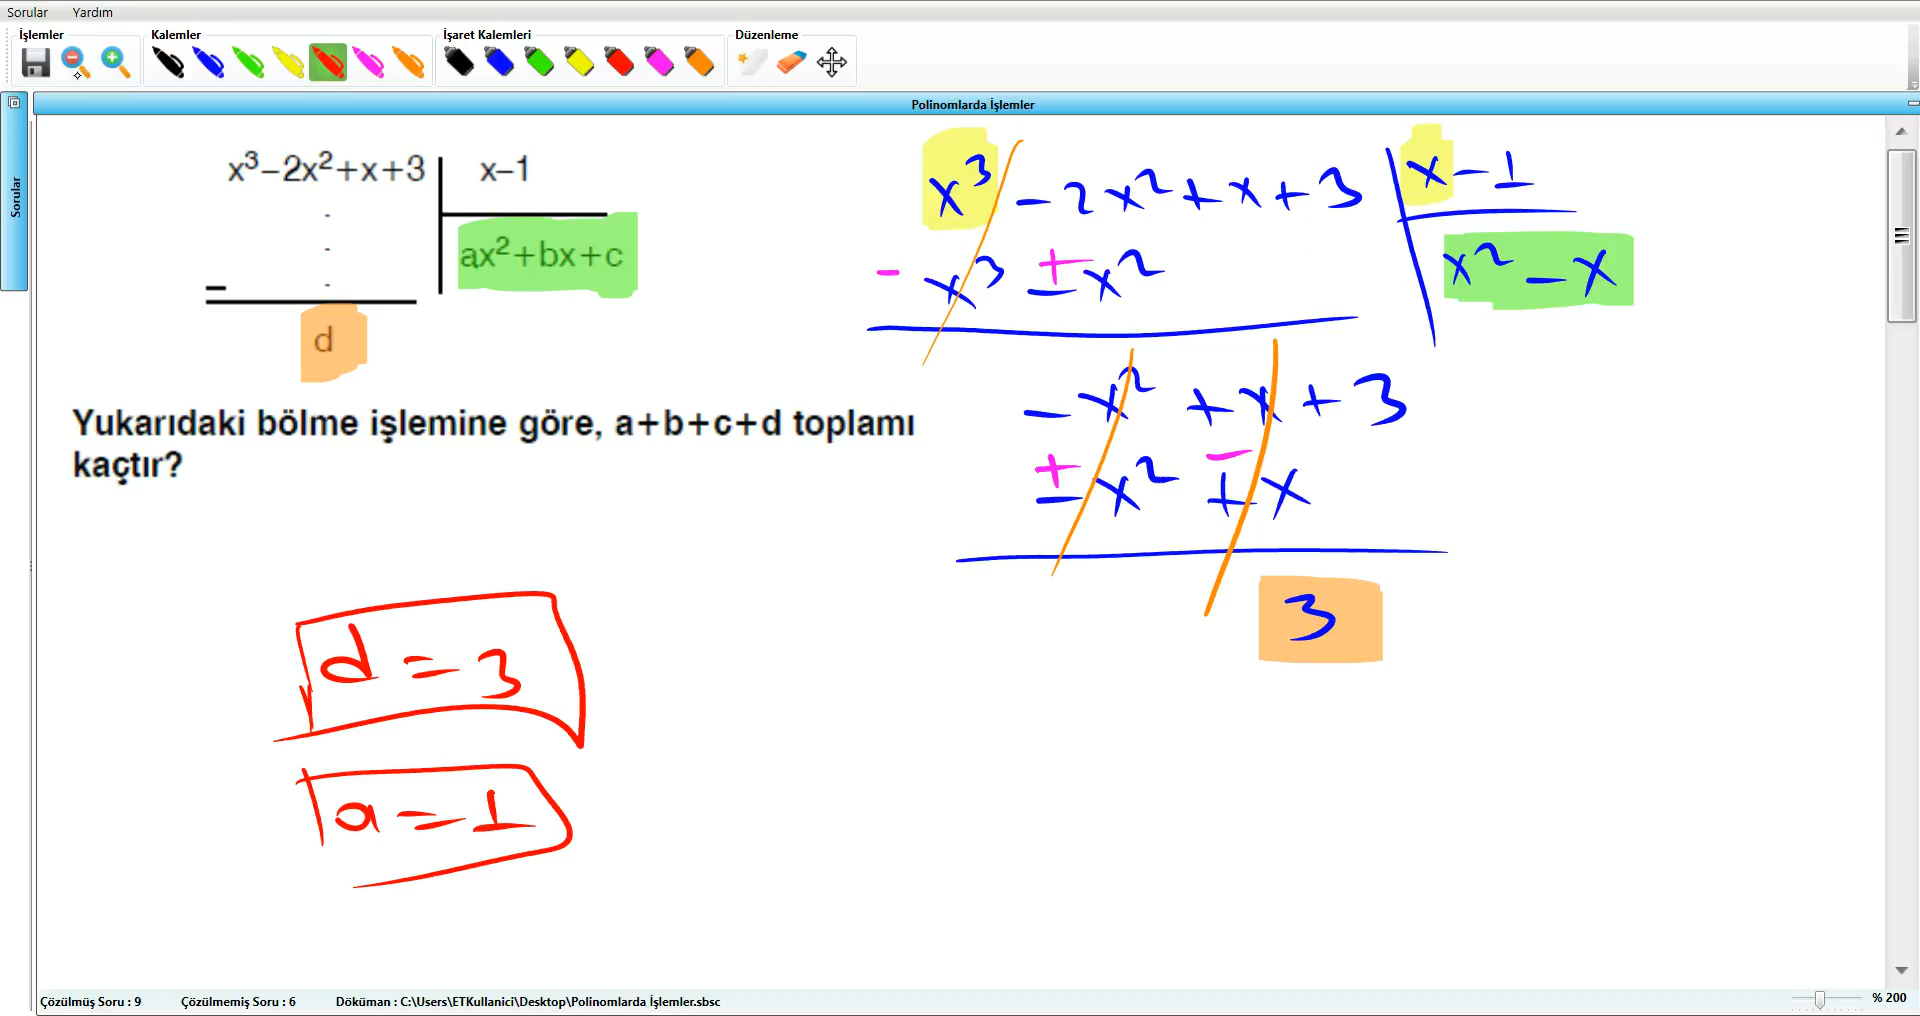 Sorular Yardım
İşlemler Kalemler İşaret Kalemleri Düzenleme
Polinomlarda İşlemler
Sorular
x³-2x²+x+3 x-1
ax²+bx+c
d
Yukarıdaki bölme işlemine göre, a+b+c+d toplamı
kaçtır?
x³ - 2x² + x + 3 x - 1
x² - x
- x³ ± x²
+
- x² + x + 3
+ -
± x² + x
3
d = 3
a = 1
Çözülmüş Soru : 9 Çözülmemiş Soru : 6 Döküman : C:\Users\ETKullanici\Desktop\Polinomlarda İşlemler.sbsc % 200